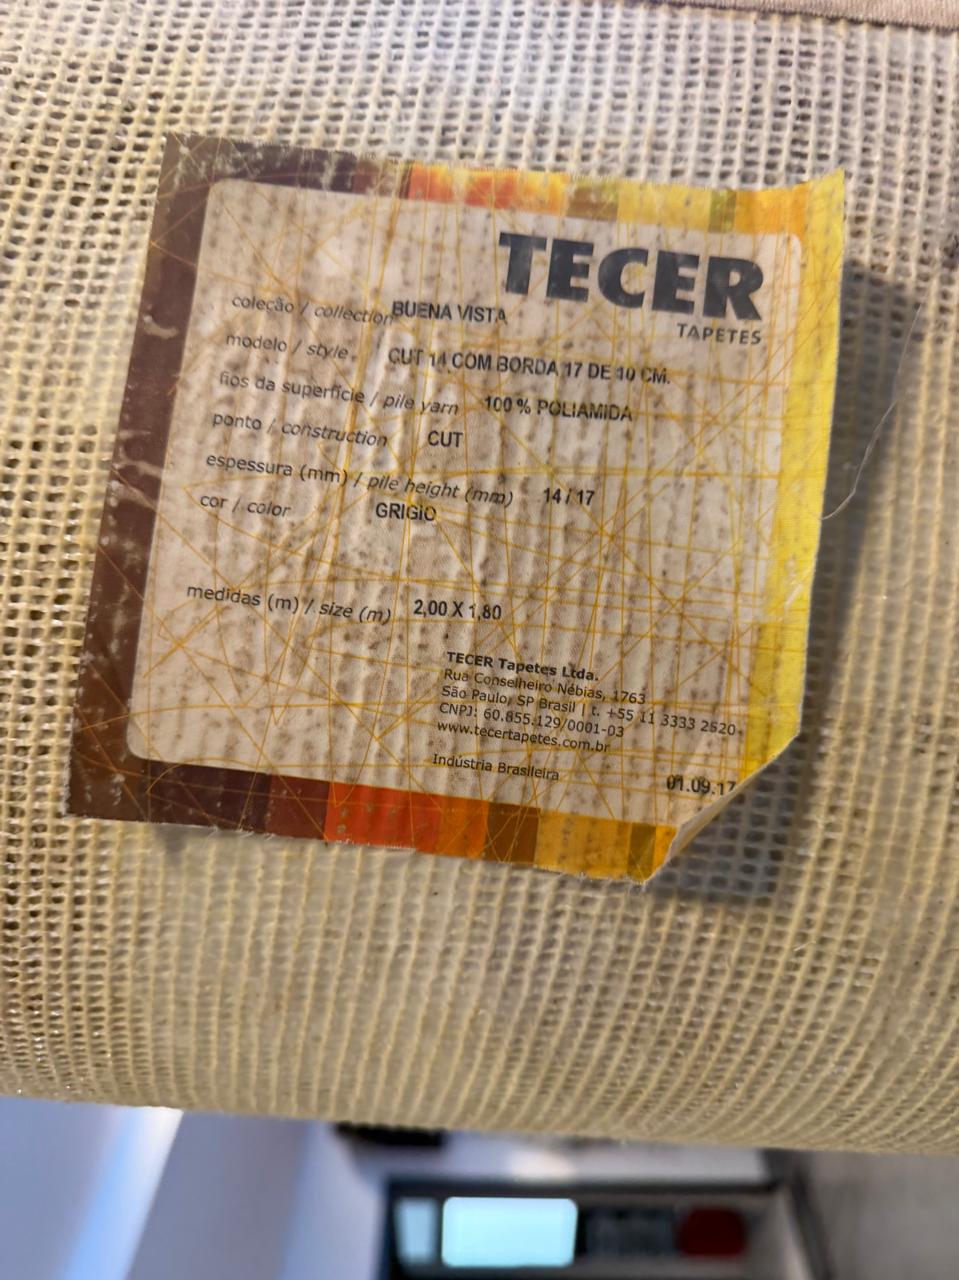 TECER
TAPETES
coleção / collection BUENA VISTA
modelo / style CUT 14 COM BORDA 17 DE 10 CM.
fios da superfície / pile yarn 100 % POLIAMIDA
ponto / construction CUT
espessura (mm) / pile height (mm) 14 / 17
cor / color GRIGIO
medidas (m) / size (m) 2,00 X 1,80
TECER Tapetes Ltda.
Rua Conselheiro Nébias, 1763
São Paulo, SP Brasil | t. +55 11 3333 2520
CNPJ: 60.855.129/0001-03
www.tecertapetes.com.br
Indústria Brasileira
01.09.17